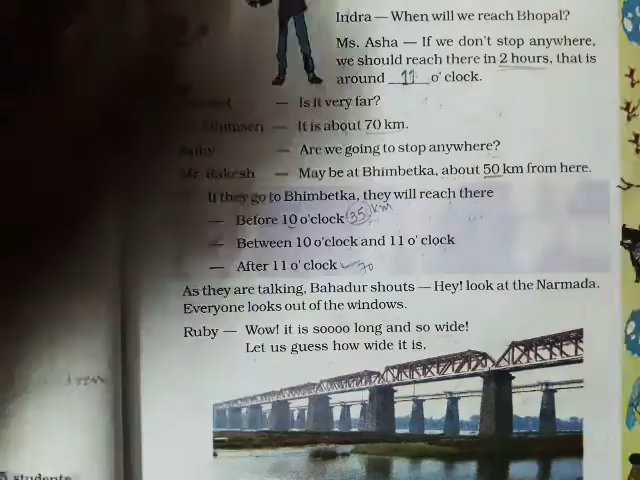 Indra — When will we reach Bhopal?
Ms. Asha — If we don't stop anywhere,
we should reach there in 2 hours, that is
around 11 o' clock.
— Is it very far?
— It is about 70 km.
Ruby — Are we going to stop anywhere?
Mr. Rakesh — May be at Bhimbetka, about 50 km from here.
If they go to Bhimbetka, they will reach there
— Before 10 o'clock 35 km
— Between 10 o'clock and 11 o' clock
— After 11 o' clock 70
As they are talking, Bahadur shouts — Hey! look at the Narmada.
Everyone looks out of the windows.
Ruby — Wow! it is soooo long and so wide!
Let us guess how wide it is.
students